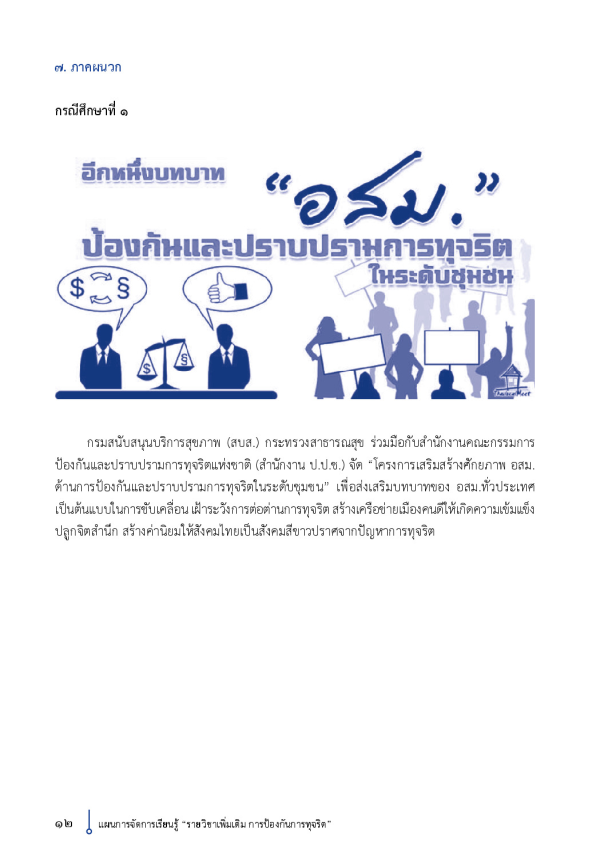 ๗. ภาคผนวก
กรณีศึกษาที่ ๑
อีกหนึ่งบทบาท “อสม.”
ป้องกันและปราบปรามการทุจริต
ในระดับชุมชน
$ §
$ §
กรมสนับสนุนบริการสุขภาพ (สบส.) กระทรวงสาธารณสุข ร่วมมือกับสำนักงานคณะกรรมการ
ป้องกันและปราบปรามการทุจริตแห่งชาติ (สำนักงาน ป.ป.ช.) จัด “โครงการเสริมสร้างศักยภาพ อสม.
ด้านการป้องกันและปราบปรามการทุจริตในระดับชุมชน” เพื่อส่งเสริมบทบาทของ อสม.ทั่วประเทศ
เป็นต้นแบบในการขับเคลื่อน เฝ้าระวังการต่อต้านการทุจริต สร้างเครือข่ายเมืองคนดีให้เกิดความเข้มแข็ง
ปลูกจิตสำนึก สร้างค่านิยมให้สังคมไทยเป็นสังคมสีขาวปราศจากปัญหาการทุจริต
๑๒ แผนการจัดการเรียนรู้ “รายวิชาเพิ่มเติม การป้องกันการทุจริต”